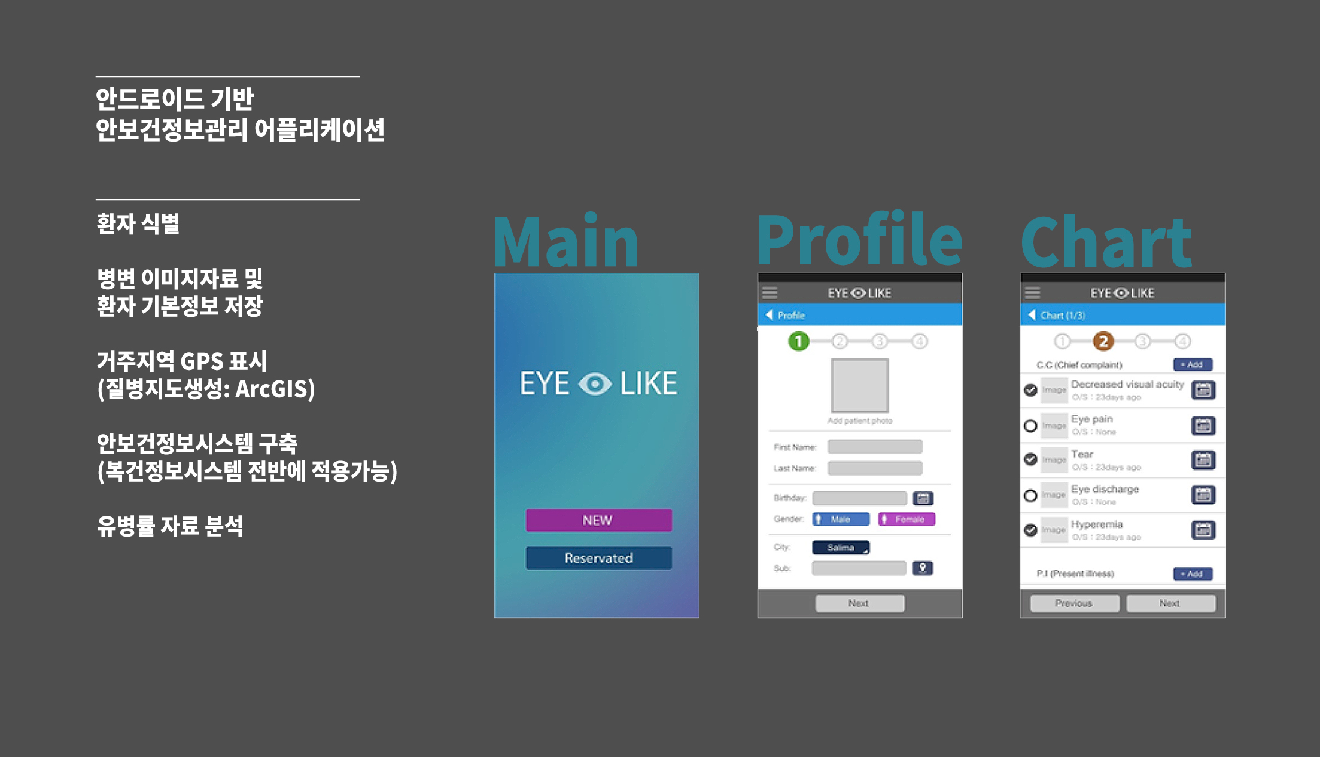 안드로이드 기반
안보건정보관리 어플리케이션
환자 식별
병변 이미지자료 및
환자 기본정보 저장
거주지역 GPS 표시
(질병지도생성: ArcGIS)
안보건정보시스템 구축
(복건정보시스템 전반에 적용가능)
유병률 자료 분석
Main
EYE LIKE
NEW
Reservated
Profile
EYE LIKE
Profile
1 2 3 4
Add patient photo
First Name:
Last Name:
Birthday:
Gender: Male Female
City: Salima
Sub:
Next
Chart
EYE LIKE
Chart (1/3)
1 2 3 4
C.C (Chief complaint) + Add
Image Decreased visual acuity
O/S : 23days ago
Image Eye pain
O/S : None
Image Tear
O/S : 23days ago
Image Eye discharge
O/S : None
Image Hyperemia
O/S : 23days ago
P.I (Present illness) + Add
Previous Next